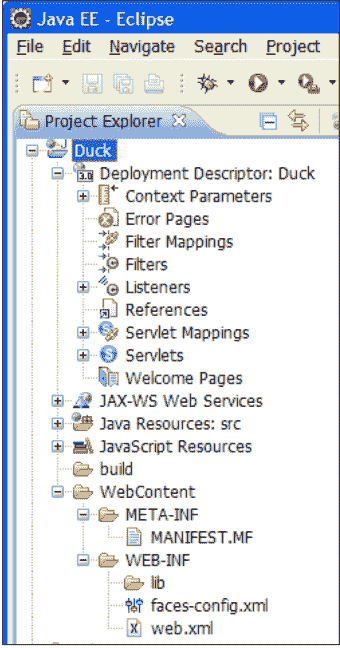 Java EE - Eclipse
File Edit Navigate Search Project
Project Explorer
Duck
Deployment Descriptor: Duck
Context Parameters
Error Pages
Filter Mappings
Filters
Listeners
References
Servlet Mappings
Servlets
Welcome Pages
JAX-WS Web Services
Java Resources: src
JavaScript Resources
build
WebContent
META-INF
MANIFEST.MF
WEB-INF
lib
faces-config.xml
web.xml